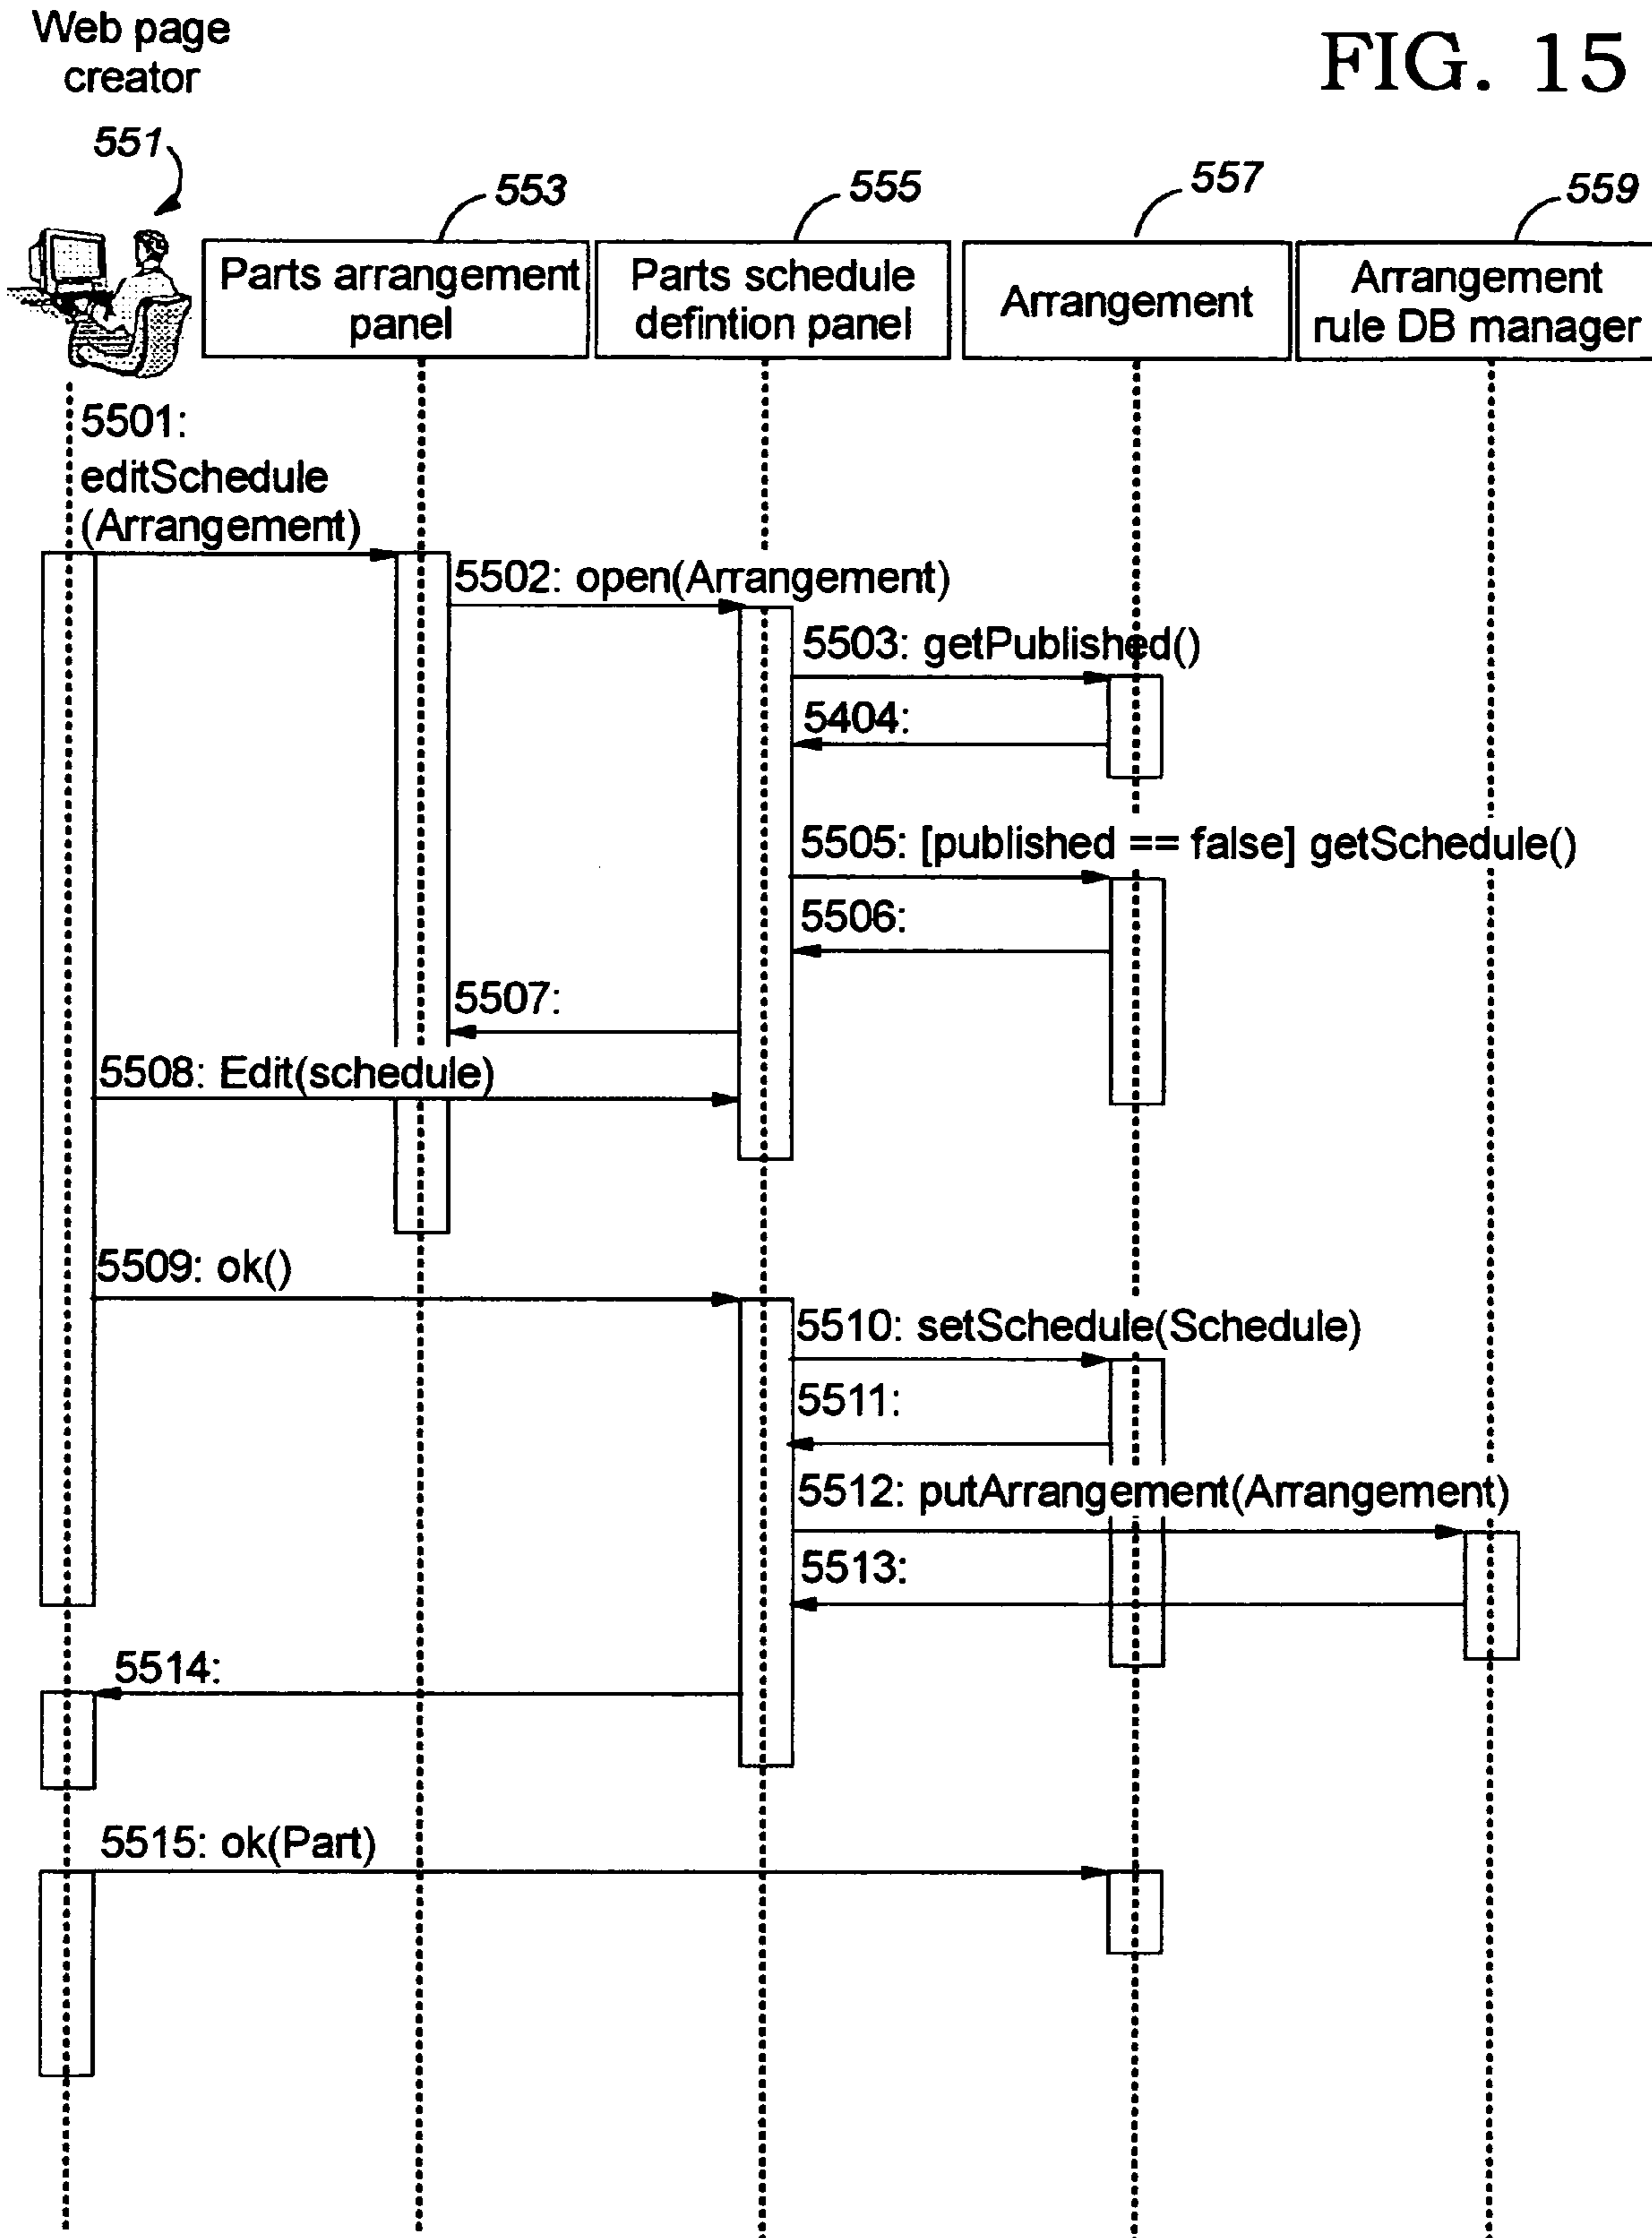 Web page
creator
FIG. 15
551
553
555
557
559
Parts arrangement
panel
Parts schedule
defintion panel
Arrangement
Arrangement
rule DB manager
5501:
editSchedule
(Arrangement)
5502: open(Arrangement)
5503: getPublished()
5404:
5505: [published == false] getSchedule()
5506:
5507:
5508: Edit(schedule)
5509: ok()
5510: setSchedule(Schedule)
5511:
5512: putArrangement(Arrangement)
5513:
5514:
5515: ok(Part)